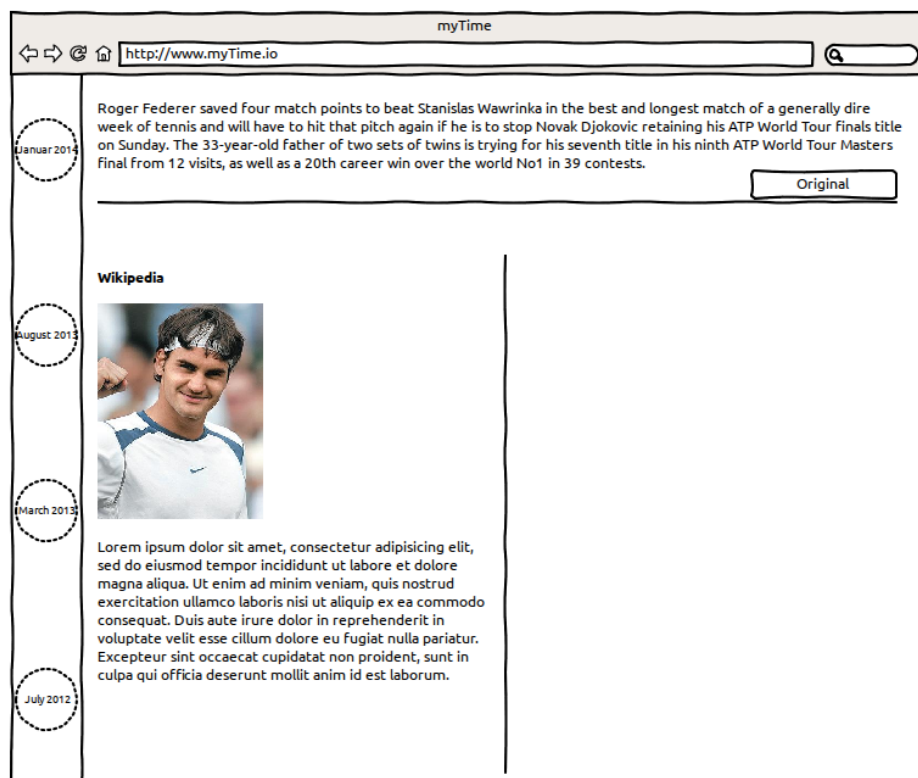 myTime
http://www.myTime.io
Roger Federer saved four match points to beat Stanislas Wawrinka in the best and longest match of a generally dire
week of tennis and will have to hit that pitch again if he is to stop Novak Djokovic retaining his ATP World Tour finals title
on Sunday. The 33-year-old father of two sets of twins is trying for his seventh title in his ninth ATP World Tour Masters
final from 12 visits, as well as a 20th career win over the world No1 in 39 contests.
Original
Januar 2014
August 2013
March 2013
July 2012
Wikipedia
Lorem ipsum dolor sit amet, consectetur adipisicing elit,
sed do eiusmod tempor incididunt ut labore et dolore
magna aliqua. Ut enim ad minim veniam, quis nostrud
exercitation ullamco laboris nisi ut aliquip ex ea commodo
consequat. Duis aute irure dolor in reprehenderit in
voluptate velit esse cillum dolore eu fugiat nulla pariatur.
Excepteur sint occaecat cupidatat non proident, sunt in
culpa qui officia deserunt mollit anim id est laborum.